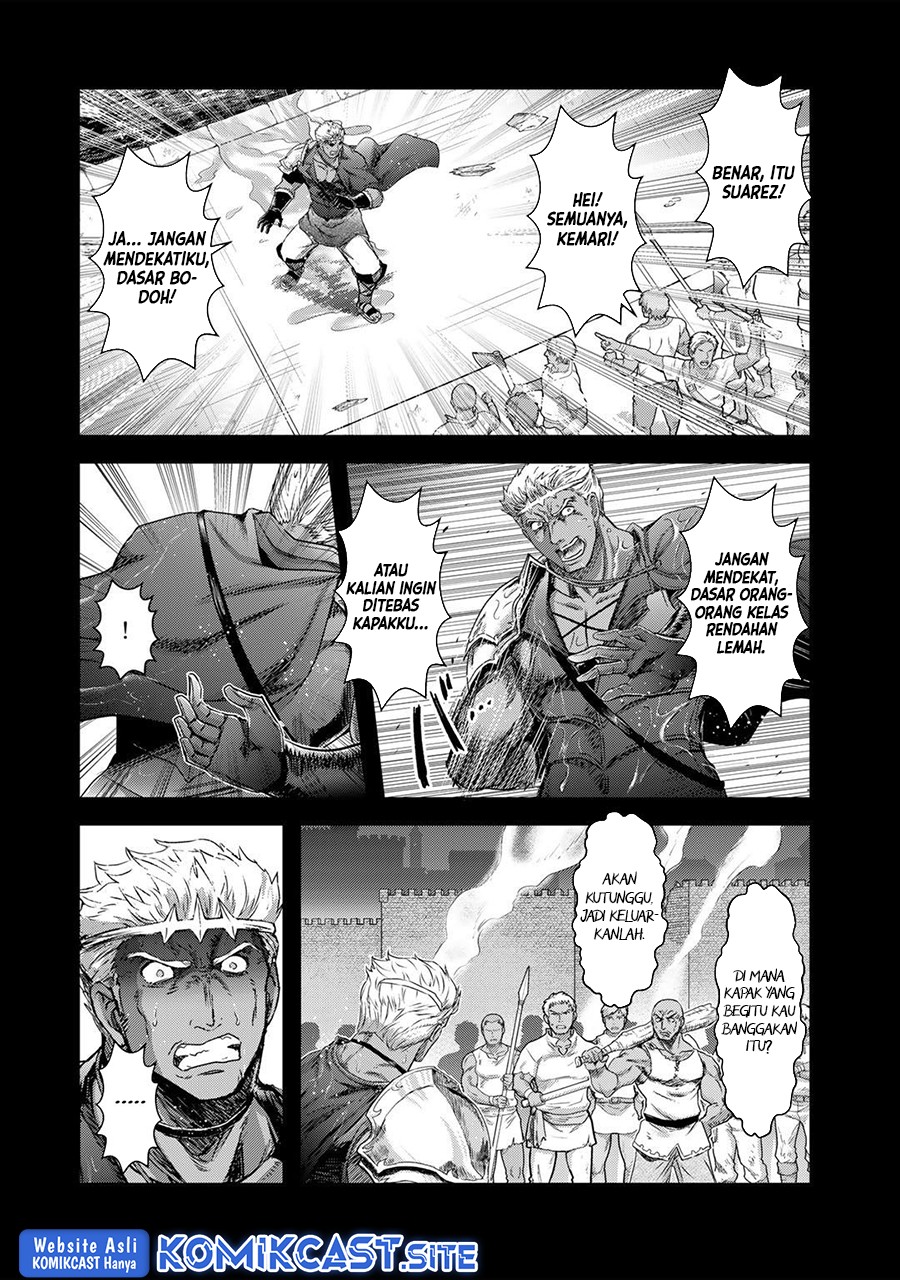 BENAR, ITU
SUAREZ!
HEI!
SEMUANYA,
KEMARI!
JA... JANGAN
MENDEKATIKU,
DASAR BO-
DOH!
JANGAN
MENDEKAT,
DASAR ORANG-
ORANG KELAS
RENDAHAN
LEMAH.
ATAU
KALIAN INGIN
DITEBAS
KAPAKKU...
!
DI MANA
KAPAK YANG
BEGITU KAU
BANGGAKAN
ITU?
AKAN
KUTUNGGU,
JADI KELUAR-
KANLAH.
......
Website Asli
KOMIKCAST Hanya
KOMIKCAST.SITE